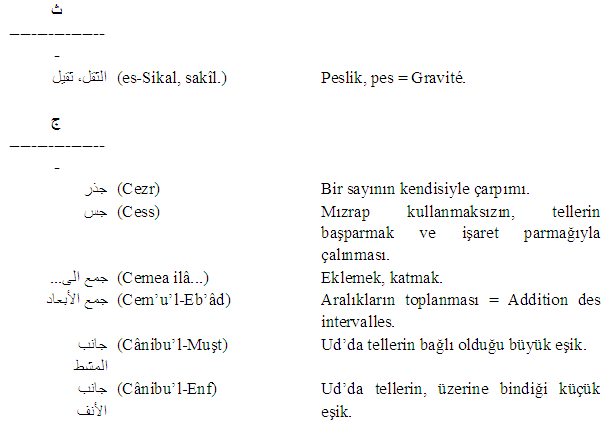 ث
-----------------
-
الثقل، ثقيل (es-Sikal, sakîl.) Peslik, pes = Gravité.
ج
-----------------
-
جذر (Cezr) Bir sayının kendisiyle çarpımı.
جس (Cess) Mızrap kullanmaksızın, tellerin
başparmak ve işaret parmağıyla
çalınması.
جمع الى... (Cemea ilâ...) Eklemek, katmak.
جمع الأبعاد (Cem’u’l-Eb’âd) Aralıkların toplanması = Addition des
intervalles.
جانب (Cânibu’l-Muşt) Ud’da tellerin bağlı olduğu büyük eşik.
المشط
جانب (Cânibu’l-Enf) Ud’da tellerin, üzerine bindiği küçük
الأنف eşik.